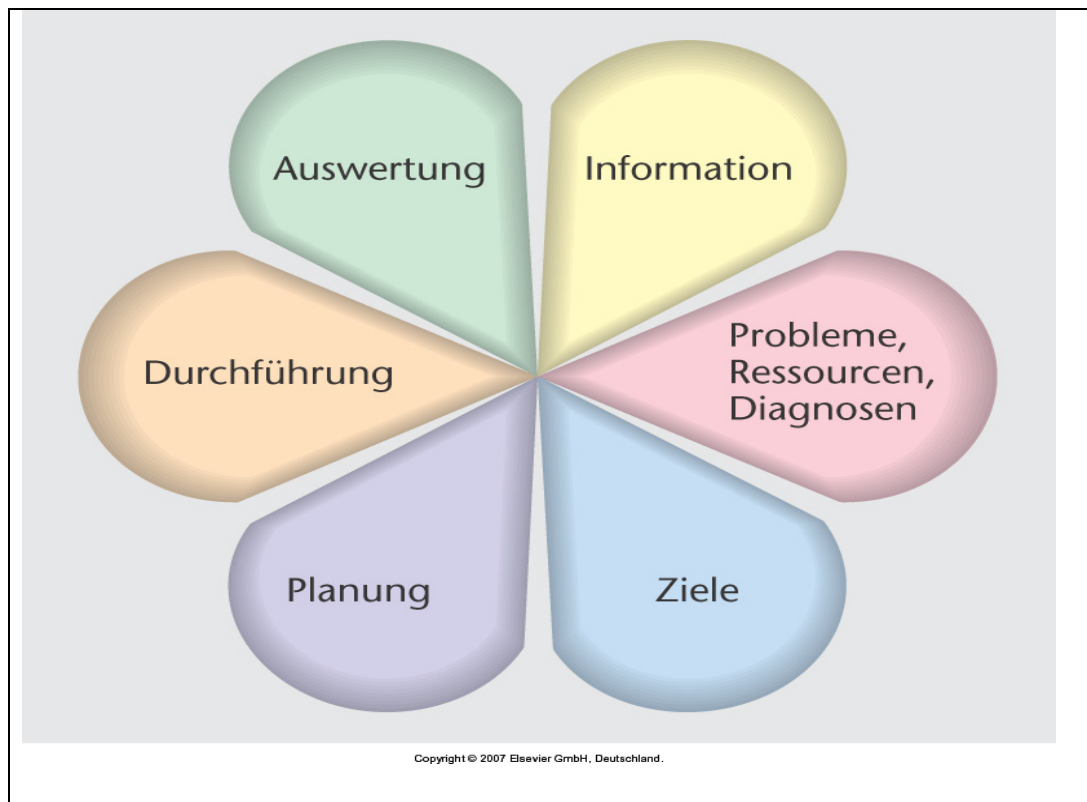 Auswertung
Information
Durchführung
Probleme,
Ressourcen,
Diagnosen
Planung
Ziele
Copyright © 2007 Elsevier GmbH, Deutschland.